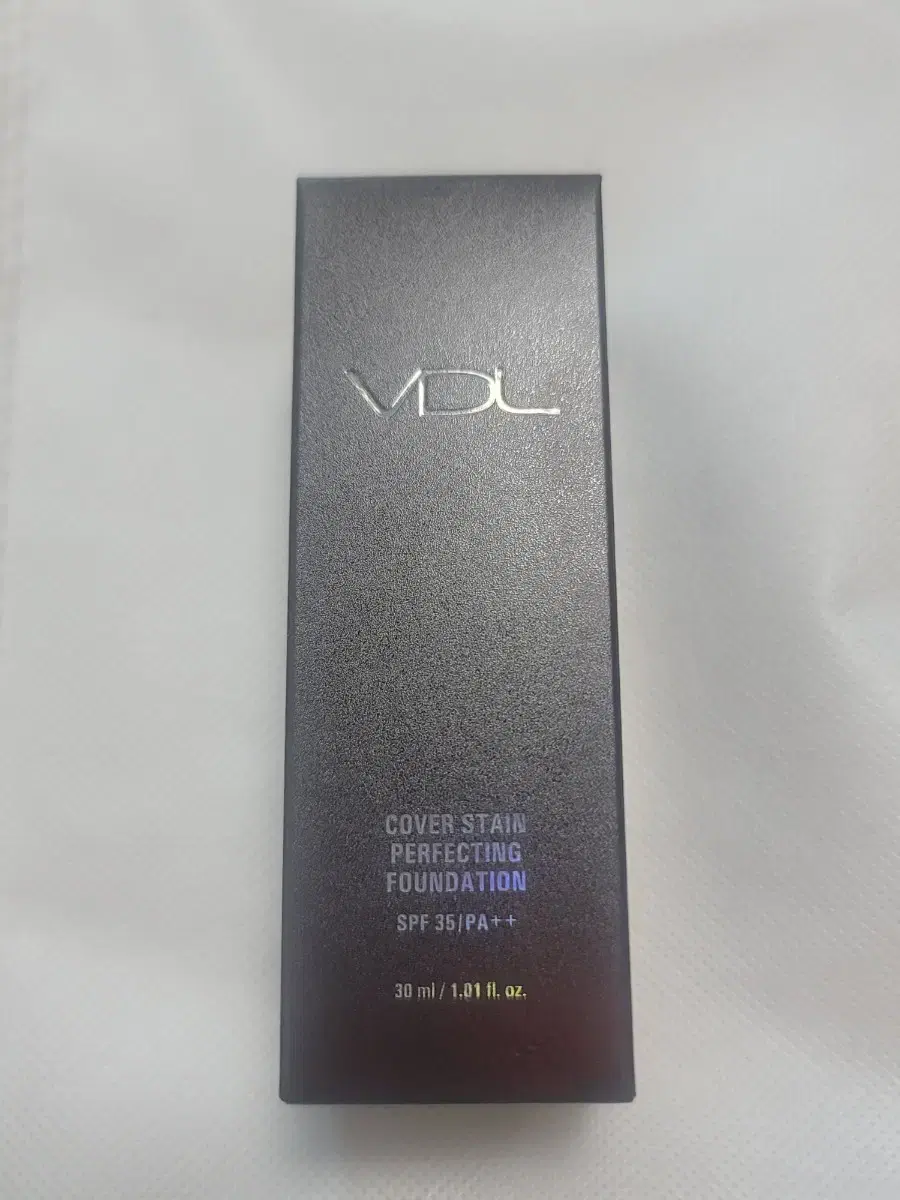 VDL
COVER STAIN
PERFECTING
FOUNDATION
SPF 35/PA++
30 ml / 1.01 fl. oz.